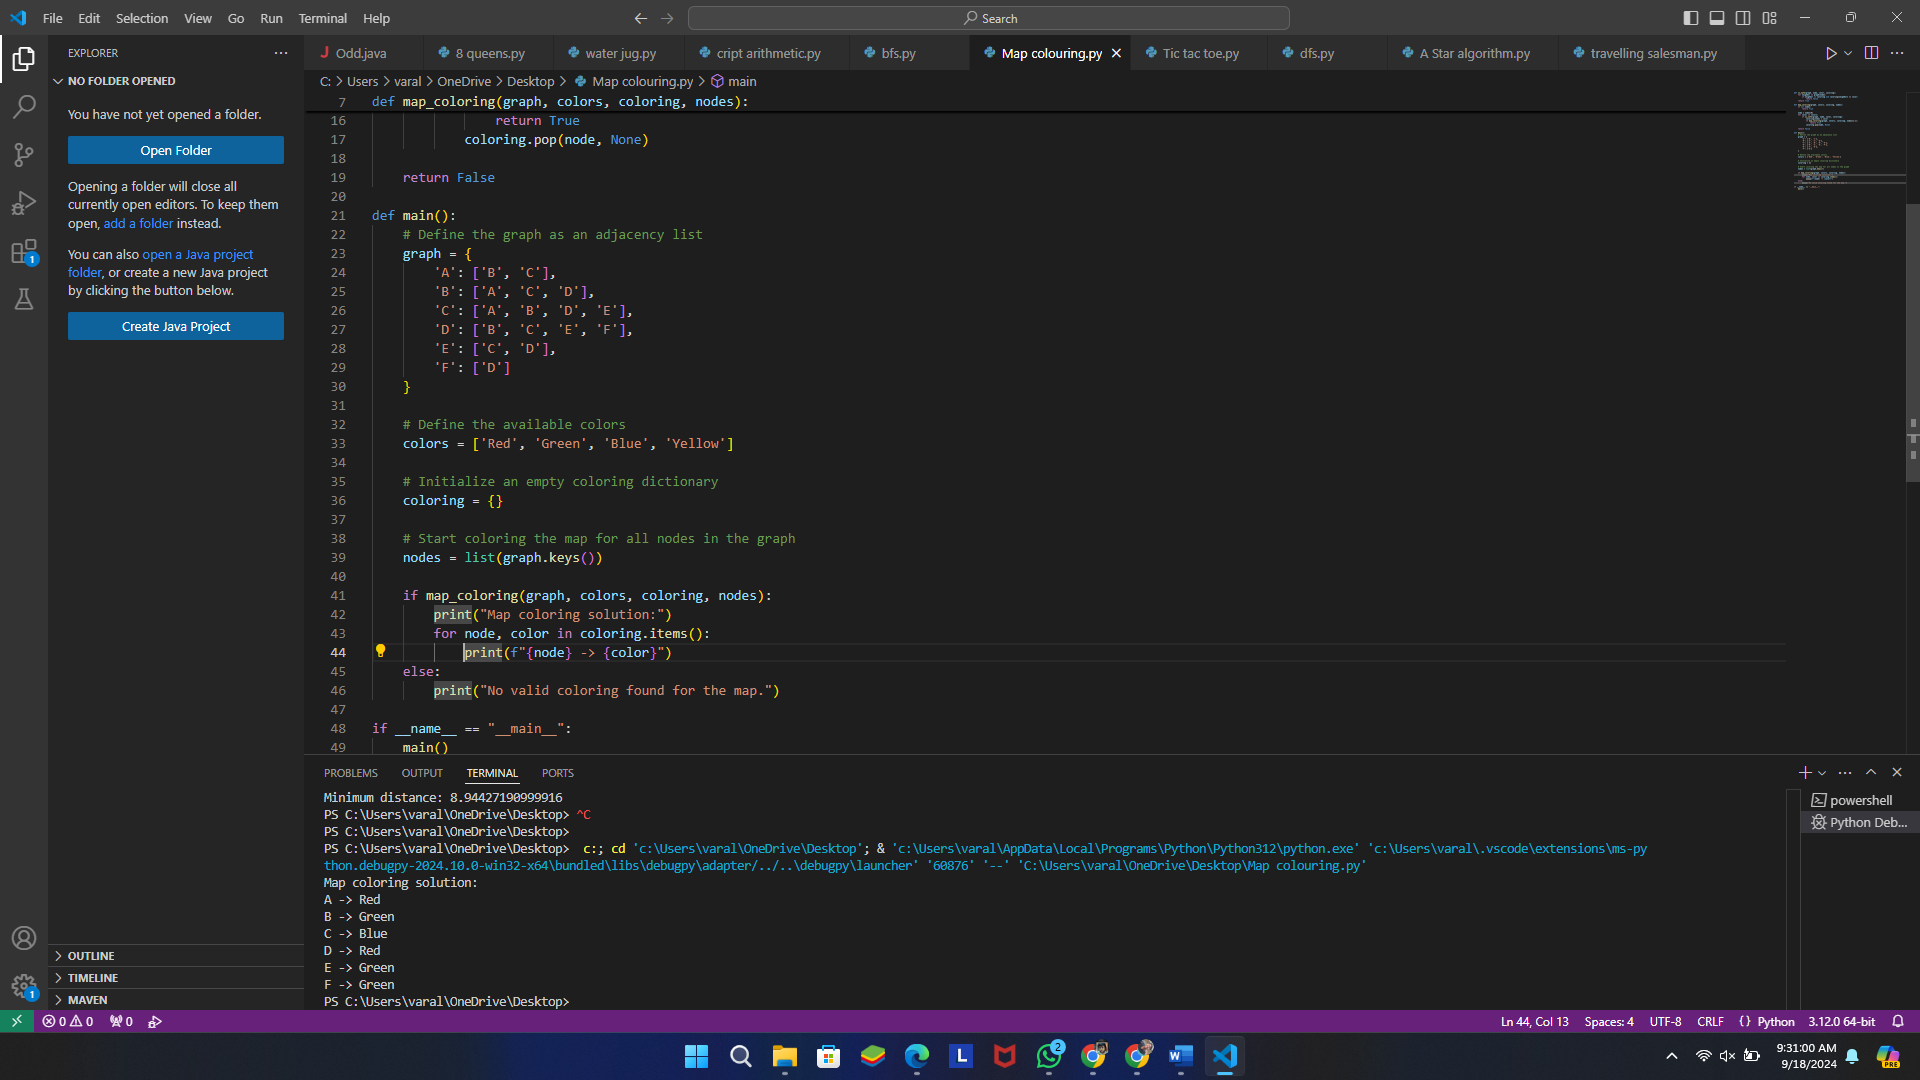 File Edit Selection View Go Run Terminal Help
Search
EXPLORER
NO FOLDER OPENED
You have not yet opened a folder.
Open Folder
Opening a folder will close all
currently open editors. To keep them
open, add a folder instead.
You can also open a Java project
folder, or create a new Java project
by clicking the button below.
Create Java Project
OUTLINE
TIMELINE
MAVEN
Odd.java 8 queens.py water jug.py cript arithmetic.py bfs.py Map colouring.py Tic tac toe.py dfs.py A Star algorithm.py travelling salesman.py
C: > Users > varal > OneDrive > Desktop > Map colouring.py > main
7 def map_coloring(graph, colors, coloring, nodes):
16 return True
17 coloring.pop(node, None)
18
19 return False
20
21 def main():
22 # Define the graph as an adjacency list
23 graph = {
24 'A': ['B', 'C'],
25 'B': ['A', 'C', 'D'],
26 'C': ['A', 'B', 'D', 'E'],
27 'D': ['B', 'C', 'E', 'F'],
28 'E': ['C', 'D'],
29 'F': ['D']
30 }
31
32 # Define the available colors
33 colors = ['Red', 'Green', 'Blue', 'Yellow']
34
35 # Initialize an empty coloring dictionary
36 coloring = {}
37
38 # Start coloring the map for all nodes in the graph
39 nodes = list(graph.keys())
40
41 if map_coloring(graph, colors, coloring, nodes):
42 print("Map coloring solution:")
43 for node, color in coloring.items():
44 print(f"{node} -> {color}")
45 else:
46 print("No valid coloring found for the map.")
47
48 if __name__ == "__main__":
49 main()
PROBLEMS OUTPUT TERMINAL PORTS
Minimum distance: 8.94427190999916
PS C:\Users\varal\OneDrive\Desktop> ^C
PS C:\Users\varal\OneDrive\Desktop>
PS C:\Users\varal\OneDrive\Desktop> c:; cd 'c:\Users\varal\OneDrive\Desktop'; & 'c:\Users\varal\AppData\Local\Programs\Python\Python312\python.exe' 'c:\Users\varal\.vscode\extensions\ms-py
thon.debugpy-2024.10.0-win32-x64\bundled\libs\debugpy\adapter/../..\debugpy\launcher' '60876' '--' 'C:\Users\varal\OneDrive\Desktop\Map colouring.py'
Map coloring solution:
A -> Red
B -> Green
C -> Blue
D -> Red
E -> Green
F -> Green
PS C:\Users\varal\OneDrive\Desktop>
powershell
Python Deb...
1
1
0 0 0 Ln 44, Col 13 Spaces: 4 UTF-8 CRLF {} Python 3.12.0 64-bit
L 2 W
9:31:00 AM
9/18/2024
PRE